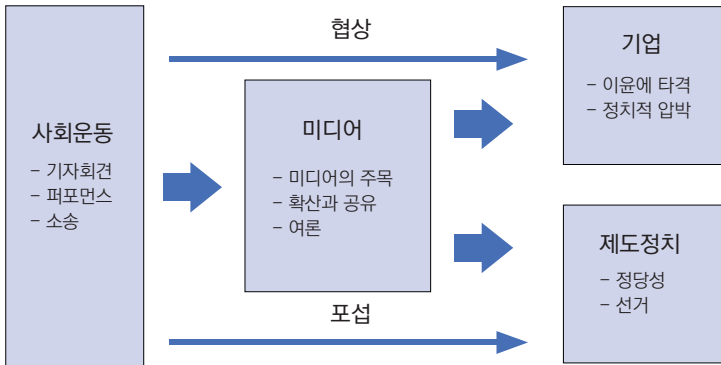 사회운동
– 기자회견
– 퍼포먼스
– 소송
협상
미디어
– 미디어의 주목
– 확산과 공유
– 여론
포섭
기업
– 이윤에 타격
– 정치적 압박
제도정치
– 정당성
– 선거